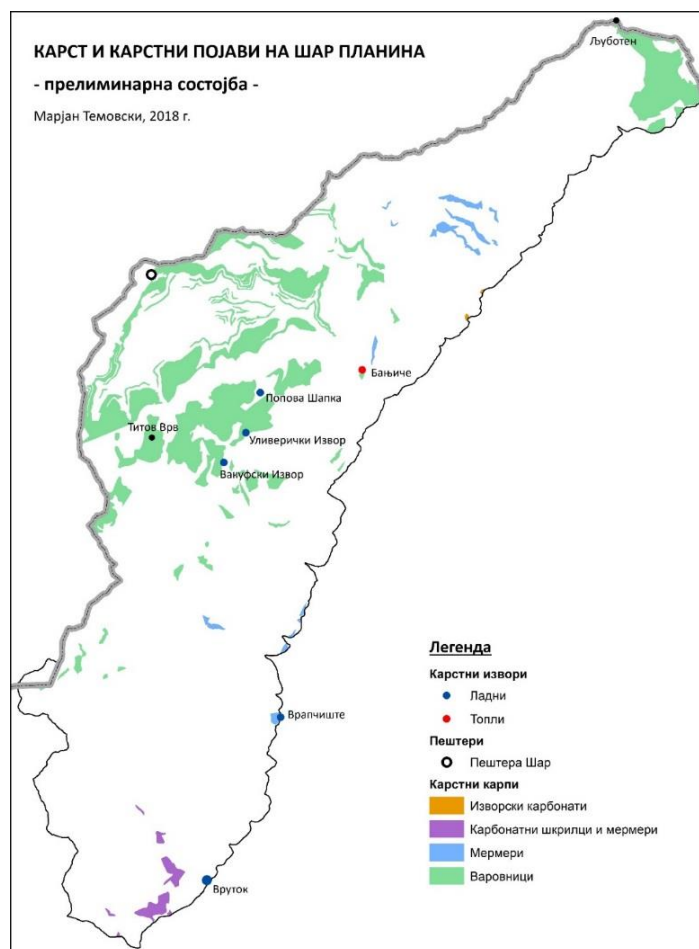 КАРСТ И КАРСТНИ ПОЈАВИ НА ШАР ПЛАНИНА
- прелиминарна состојба -
Марјан Темовски, 2018 г.
Љуботен
Бањиче
Попова Шапка
Титов Врв
Уливерички Извор
Вакуфски Извор
Врапчиште
Вруток
Легенда
Карстни извори
Ладни
Топли
Пештери
Пештера Шар
Карстни карпи
Изворски карбонати
Карбонатни шкрилци и мермери
Мермери
Варовници